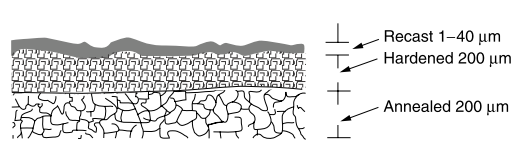 Recast 1–40 μm
Hardened 200 μm
Annealed 200 μm